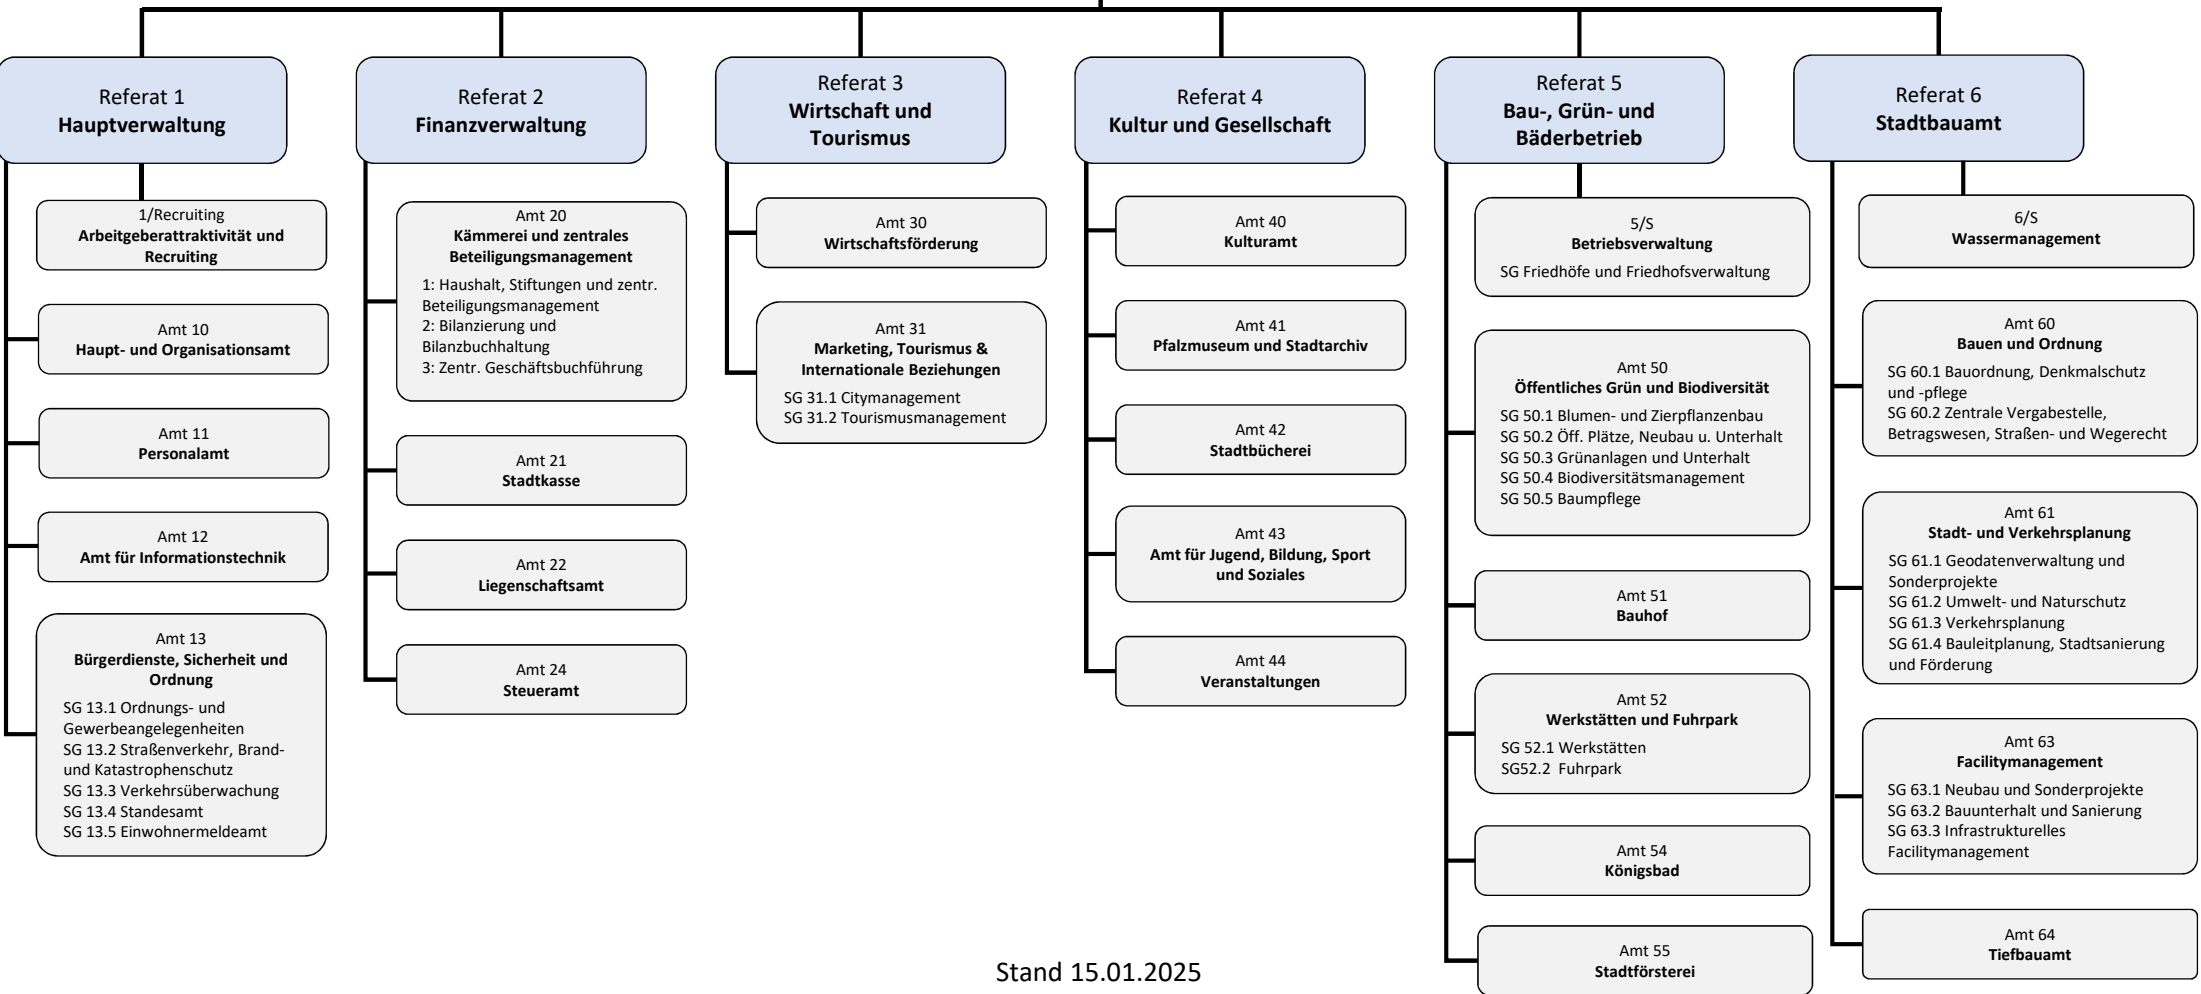 Referat 1
Hauptverwaltung
1/Recruiting
Arbeitgeberattraktivität und
Recruiting
Amt 10
Haupt- und Organisationsamt
Amt 11
Personalamt
Amt 12
Amt für Informationstechnik
Amt 13
Bürgerdienste, Sicherheit und
Ordnung
SG 13.1 Ordnungs- und
Gewerbeangelegenheiten
SG 13.2 Straßenverkehr, Brand-
und Katastrophenschutz
SG 13.3 Verkehrsüberwachung
SG 13.4 Standesamt
SG 13.5 Einwohnermeldeamt
Referat 2
Finanzverwaltung
Amt 20
Kämmerei und zentrales
Beteiligungsmanagement
1: Haushalt, Stiftungen und zentr.
Beteiligungsmanagement
2: Bilanzierung und
Bilanzbuchhaltung
3: Zentr. Geschäftsbuchführung
Amt 21
Stadtkasse
Amt 22
Liegenschaftsamt
Amt 24
Steueramt
Referat 3
Wirtschaft und
Tourismus
Amt 30
Wirtschaftsförderung
Amt 31
Marketing, Tourismus &
Internationale Beziehungen
SG 31.1 Citymanagement
SG 31.2 Tourismusmanagement
Referat 4
Kultur und Gesellschaft
Amt 40
Kulturamt
Amt 41
Pfalzmuseum und Stadtarchiv
Amt 42
Stadtbücherei
Amt 43
Amt für Jugend, Bildung, Sport
und Soziales
Amt 44
Veranstaltungen
Referat 5
Bau-, Grün- und
Bäderbetrieb
5/S
Betriebsverwaltung
SG Friedhöfe und Friedhofsverwaltung
Amt 50
Öffentliches Grün und Biodiversität
SG 50.1 Blumen- und Zierpflanzenbau
SG 50.2 Öff. Plätze, Neubau u. Unterhalt
SG 50.3 Grünanlagen und Unterhalt
SG 50.4 Biodiversitätsmanagement
SG 50.5 Baumpflege
Amt 51
Bauhof
Amt 52
Werkstätten und Fuhrpark
SG 52.1 Werkstätten
SG52.2 Fuhrpark
Amt 54
Königsbad
Amt 55
Stadtförsterei
Referat 6
Stadtbauamt
6/S
Wassermanagement
Amt 60
Bauen und Ordnung
SG 60.1 Bauordnung, Denkmalschutz
und -pflege
SG 60.2 Zentrale Vergabestelle,
Betragswesen, Straßen- und Wegerecht
Amt 61
Stadt- und Verkehrsplanung
SG 61.1 Geodatenverwaltung und
Sonderprojekte
SG 61.2 Umwelt- und Naturschutz
SG 61.3 Verkehrsplanung
SG 61.4 Bauleitplanung, Stadtsanierung
und Förderung
Amt 63
Facilitymanagement
SG 63.1 Neubau und Sonderprojekte
SG 63.2 Bauunterhalt und Sanierung
SG 63.3 Infrastrukturelles
Facilitymanagement
Amt 64
Tiefbauamt
Stand 15.01.2025